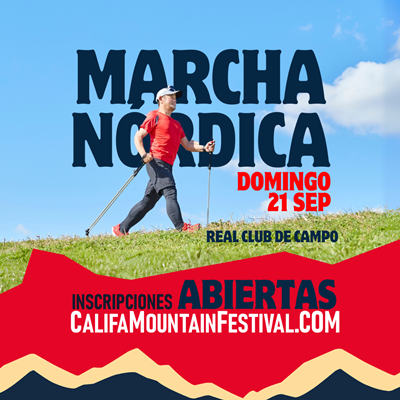 MARCHA
NÓRDICA
DOMINGO
21 SEP
REAL CLUB DE CAMPO
INSCRIPCIONES ABIERTAS
CALIFAMOUNTAINFESTIVAL.COM